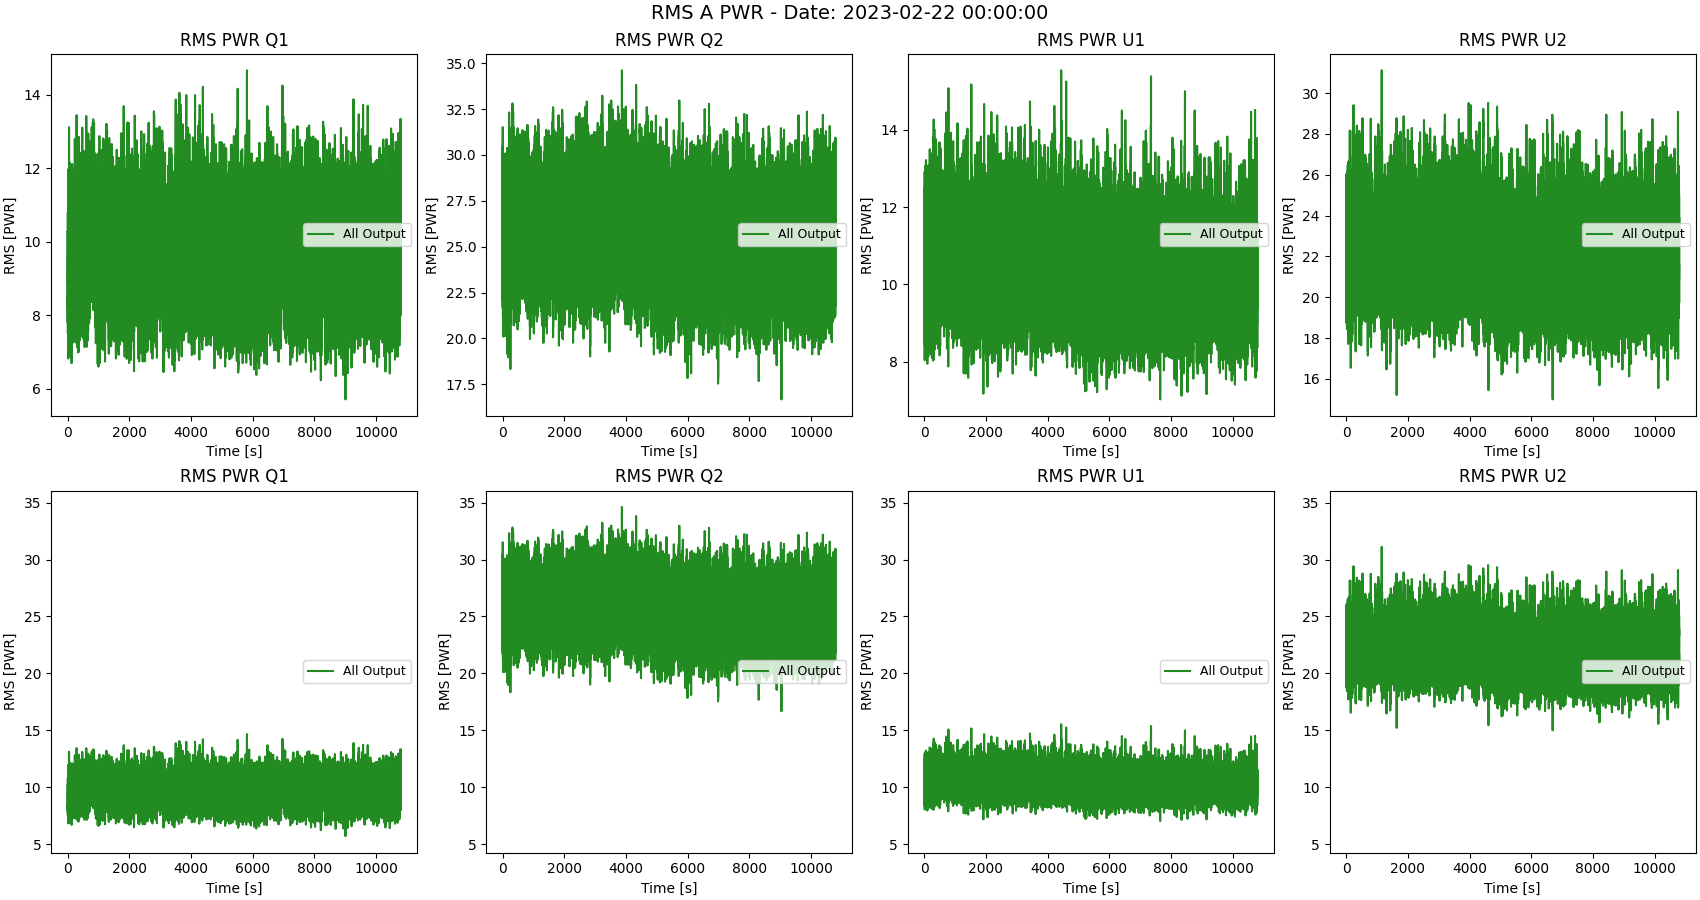 RMS A PWR - Date: 2023-02-22 00:00:00
RMS PWR Q1
RMS [PWR]
14
12
10
8
6
All Output
0 2000 4000 6000 8000 10000
Time [s]
RMS PWR Q2
RMS [PWR]
35.0
32.5
30.0
27.5
25.0
22.5
20.0
17.5
All Output
0 2000 4000 6000 8000 10000
Time [s]
RMS PWR U1
RMS [PWR]
14
12
10
8
All Output
0 2000 4000 6000 8000 10000
Time [s]
RMS PWR U2
RMS [PWR]
30
28
26
24
22
20
18
16
All Output
0 2000 4000 6000 8000 10000
Time [s]
RMS PWR Q1
RMS [PWR]
35
30
25
20
15
10
5
All Output
0 2000 4000 6000 8000 10000
Time [s]
RMS PWR Q2
RMS [PWR]
35
30
25
20
15
10
5
All Output
0 2000 4000 6000 8000 10000
Time [s]
RMS PWR U1
RMS [PWR]
35
30
25
20
15
10
5
All Output
0 2000 4000 6000 8000 10000
Time [s]
RMS PWR U2
RMS [PWR]
35
30
25
20
15
10
5
All Output
0 2000 4000 6000 8000 10000
Time [s]